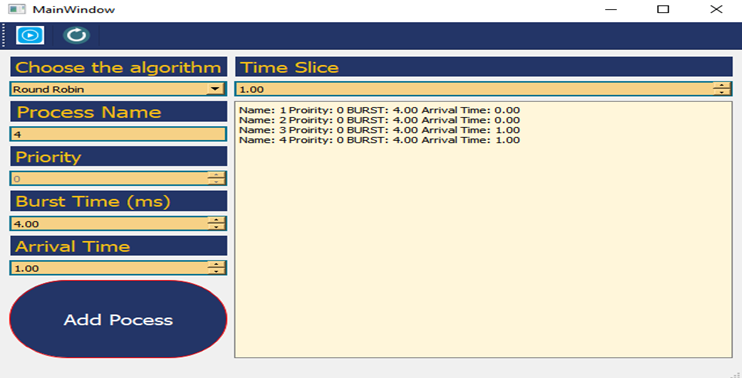 MainWindow
Choose the algorithm
Round Robin
Process Name
4
Priority
0
Burst Time (ms)
4.00
Arrival Time
1.00
Add Pocess
Time Slice
1.00
Name: 1 Proirity: 0 BURST: 4.00 Arrival Time: 0.00
Name: 2 Proirity: 0 BURST: 4.00 Arrival Time: 0.00
Name: 3 Proirity: 0 BURST: 4.00 Arrival Time: 1.00
Name: 4 Proirity: 0 BURST: 4.00 Arrival Time: 1.00